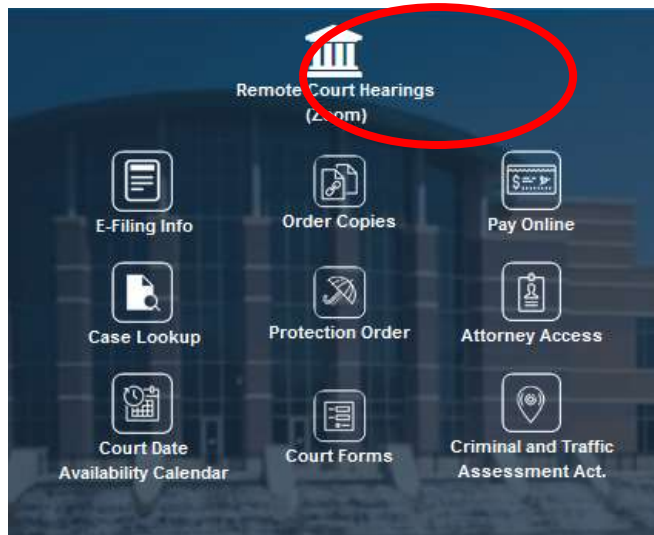 Remote Court Hearings
(Zoom)
E-Filing Info
Order Copies
Pay Online
Case Lookup
Protection Order
Attorney Access
Court Date
Availability Calendar
Court Forms
Criminal and Traffic
Assessment Act.